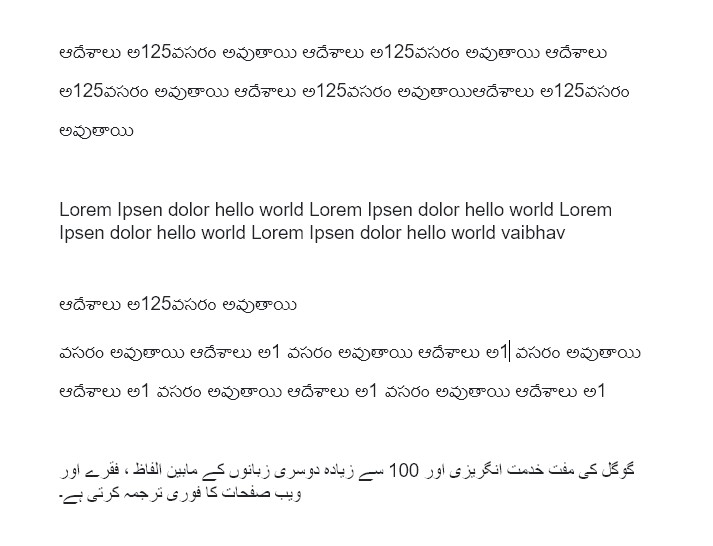 ఆదేశాలు అ125వసరం అవుతాయి ఆదేశాలు అ125వసరం అవుతాయి ఆదేశాలు
అ125వసరం అవుతాయి ఆదేశాలు అ125వసరం అవుతాయిఆదేశాలు అ125వసరం
అవుతాయి
Lorem Ipsen dolor hello world Lorem Ipsen dolor hello world Lorem
Ipsen dolor hello world Lorem Ipsen dolor hello world vaibhav
ఆదేశాలు అ125వసరం అవుతాయి
వసరం అవుతాయి ఆదేశాలు అ1 వసరం అవుతాయి ఆదేశాలు అ1 వసరం అవుతాయి
ఆదేశాలు అ1 వసరం అవుతాయి ఆదేశాలు అ1 వసరం అవుతాయి ఆదేశాలు అ1
گوگل کی مفت خدمت انگریزی اور 100 سے زیادہ دوسری زبانوں کے مابین الفاظ ، فقرے اور
ویب صفحات کا فوری ترجمہ کرتی ہے۔